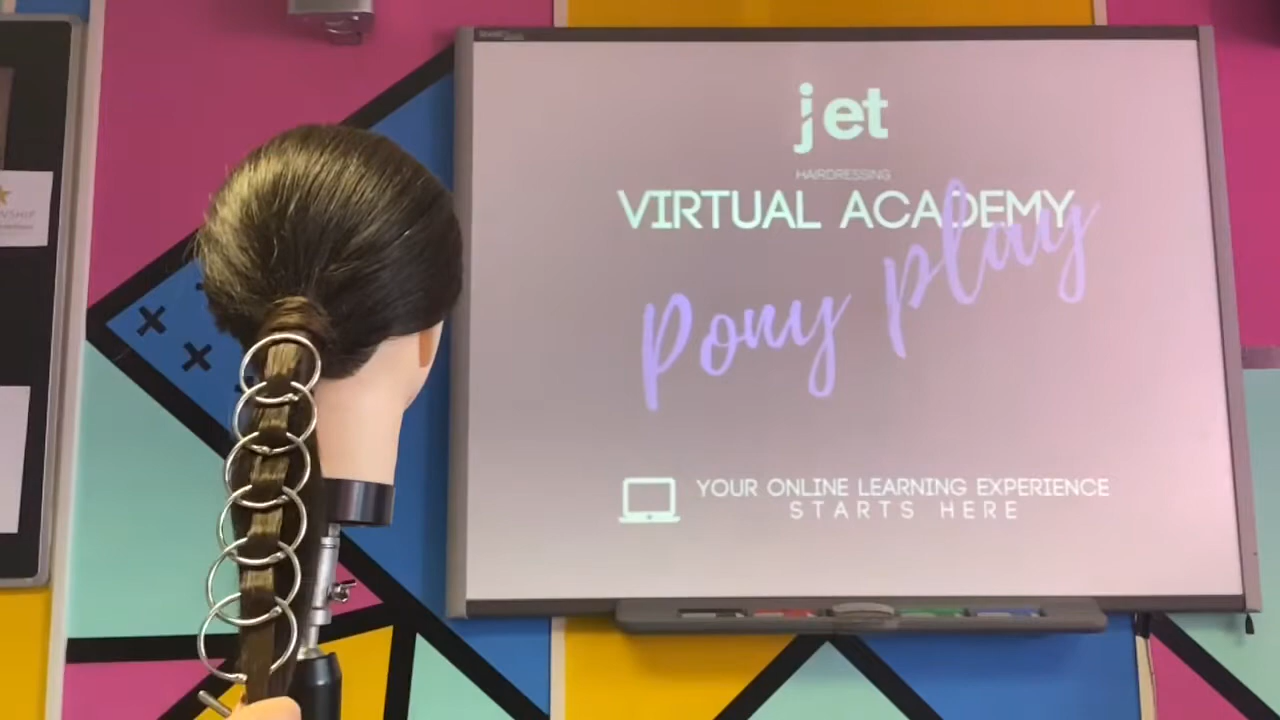 jet
HAIRDRESSING
VIRTUAL ACADEMY
Pony play
YOUR ONLINE LEARNING EXPERIENCE
STARTS HERE